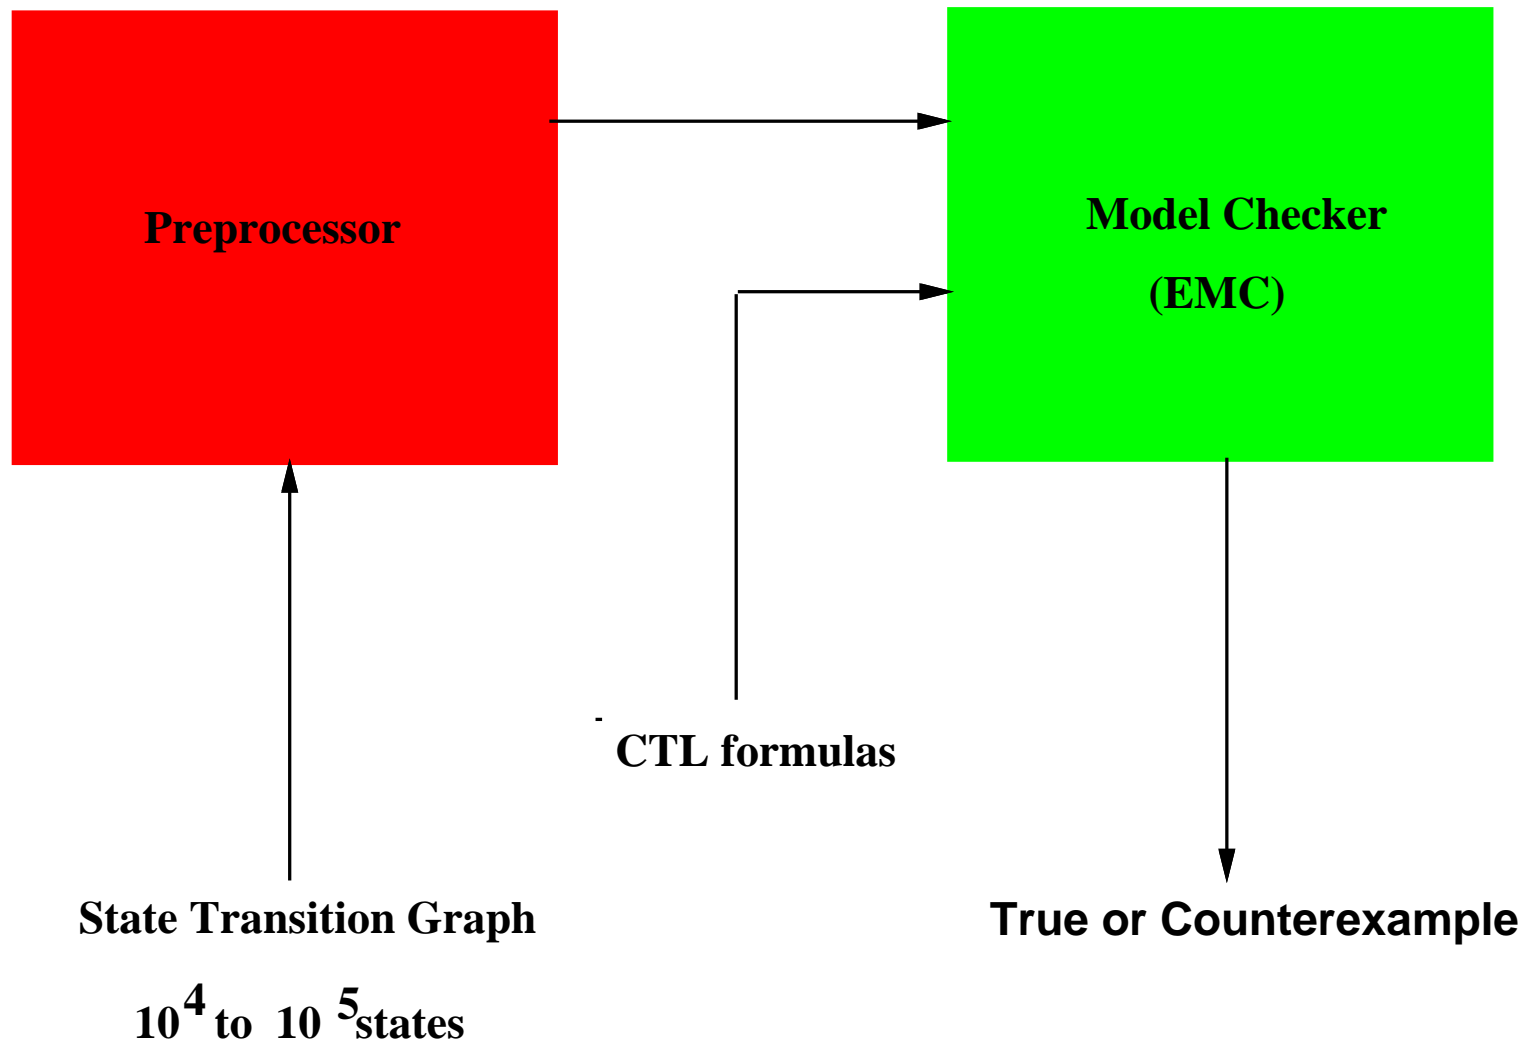 Preprocessor
Model Checker
(EMC)
- CTL formulas
State Transition Graph
10^4 to 10^5 states
True or Counterexample